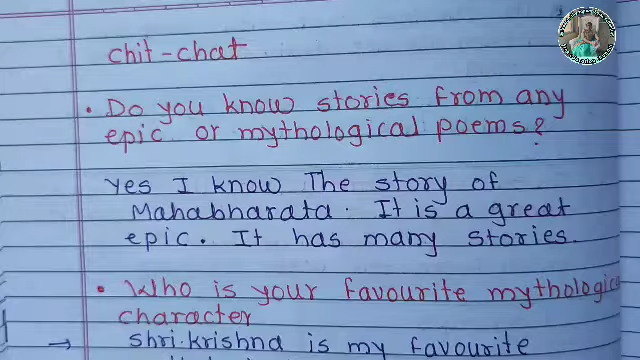 chit-chat
• Do you know stories from any
epic or mythological poems?
Yes I know The story of
Mahabharata. It is a great
epic. It has many stories.
• Who is your favourite mythologica
character
→ shri.krishna is my favourite